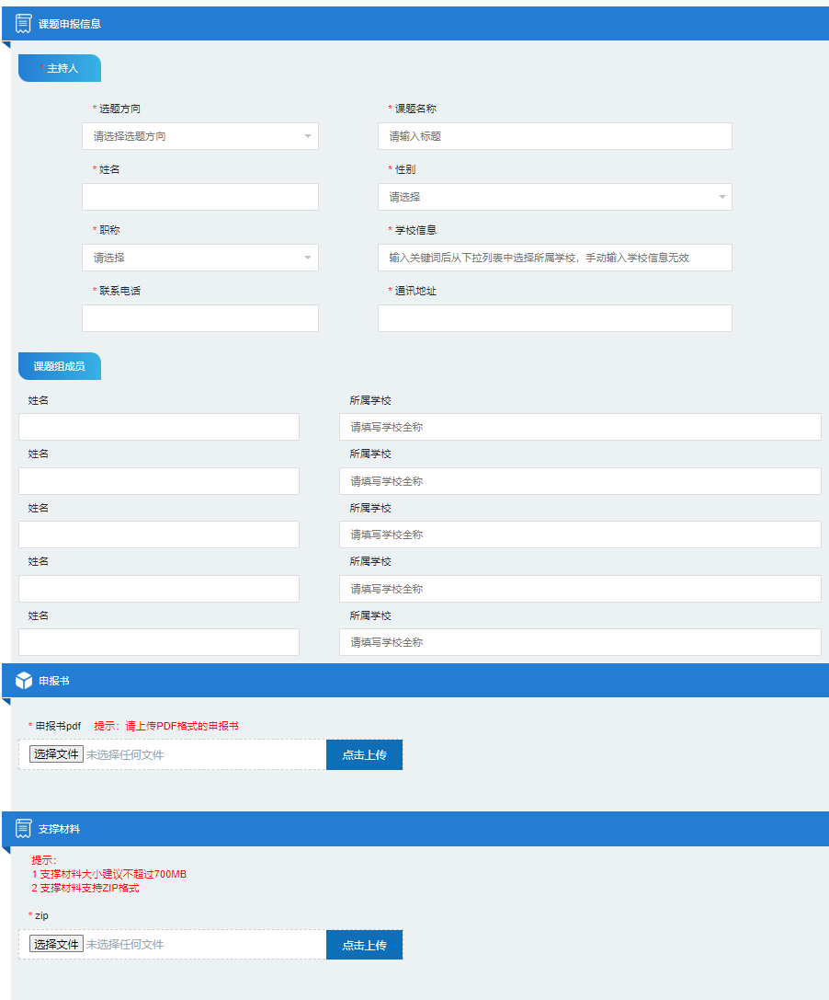 课题申报信息
* 主持人
* 选题方向 * 课题名称
请选择选题方向 请输入标题
* 姓名 * 性别
请选择
* 职称 * 学校信息
请选择 输入关键词后从下拉列表中选择所属学校，手动输入学校信息无效
* 联系电话 * 通讯地址
课题组成员
姓名 所属学校
请填写学校全称
姓名 所属学校
请填写学校全称
姓名 所属学校
请填写学校全称
姓名 所属学校
请填写学校全称
姓名 所属学校
请填写学校全称
申报书
* 申报书pdf 提示：请上传PDF格式的申报书
选择文件 未选择任何文件 点击上传
支撑材料
提示：
1 支撑材料大小建议不超过700MB
2 支撑材料支持ZIP格式
* zip
选择文件 未选择任何文件 点击上传